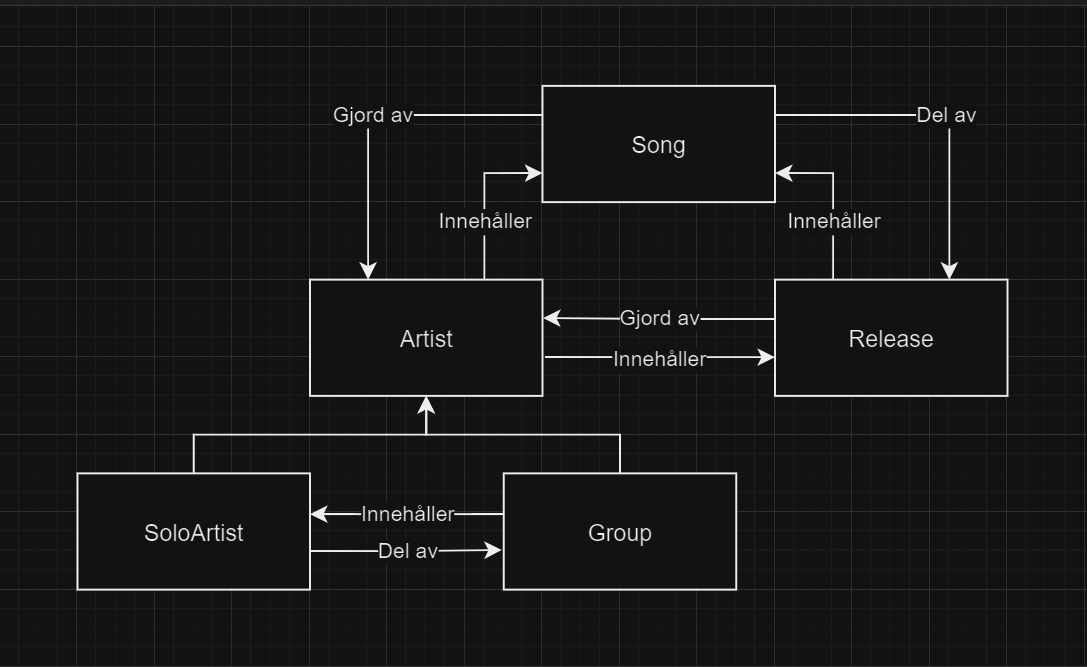 Gjord av
Song
Del av
Innehåller
Innehåller
Artist
Gjord av
Innehåller
Release
SoloArtist
Innehåller
Del av
Group